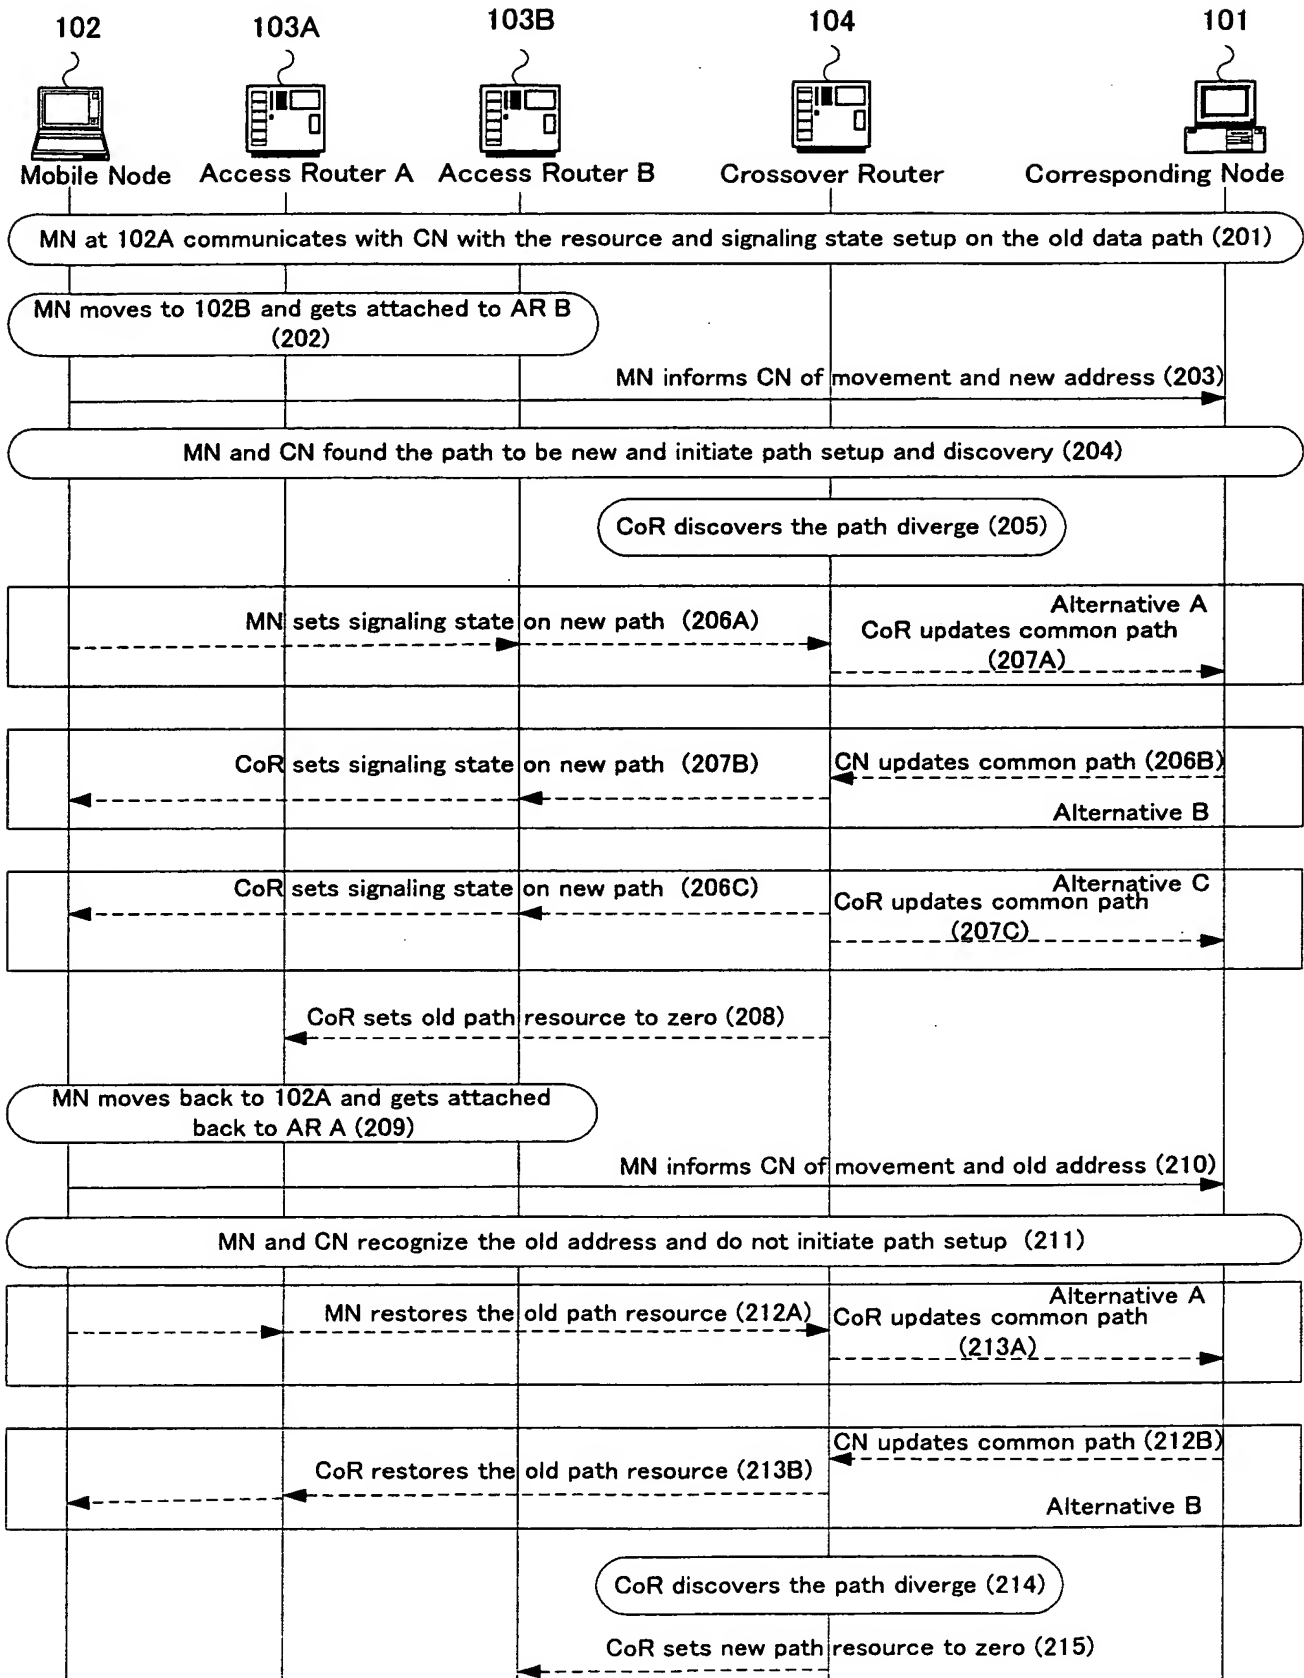 102
103A
103B
104
101
Mobile Node
Access Router A
Access Router B
Crossover Router
Corresponding Node
MN at 102A communicates with CN with the resource and signaling state setup on the old data path (201)
MN moves to 102B and gets attached to AR B
(202)
MN informs CN of movement and new address (203)
MN and CN found the path to be new and initiate path setup and discovery (204)
CoR discovers the path diverge (205)
Alternative A
MN sets signaling state on new path (206A)
CoR updates common path
(207A)
CN updates common path (206B)
CoR sets signaling state on new path (207B)
Alternative B
Alternative C
CoR sets signaling state on new path (206C)
CoR updates common path
(207C)
CoR sets old path resource to zero (208)
MN moves back to 102A and gets attached
back to AR A (209)
MN informs CN of movement and old address (210)
MN and CN recognize the old address and do not initiate path setup (211)
Alternative A
MN restores the old path resource (212A)
CoR updates common path
(213A)
CN updates common path (212B)
CoR restores the old path resource (213B)
Alternative B
CoR discovers the path diverge (214)
CoR sets new path resource to zero (215)